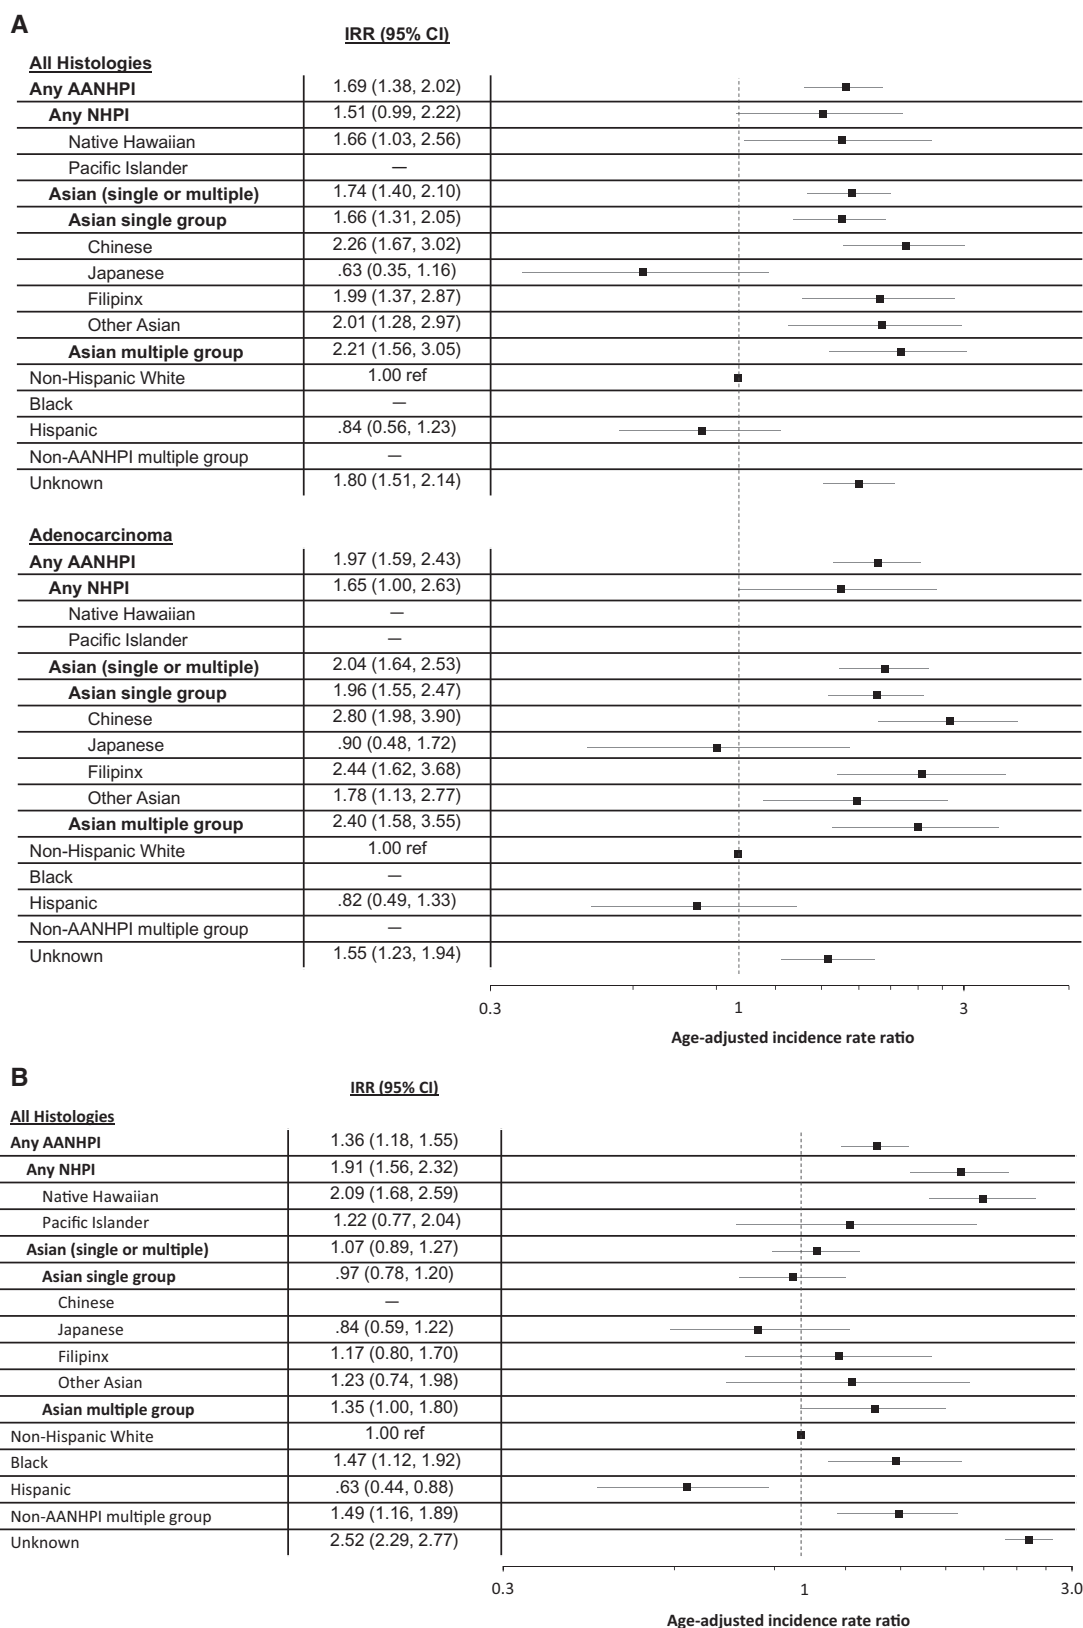 A
IRR (95% CI)
All Histologies
Any AANHPI 1.69 (1.38, 2.02)
Any NHPI 1.51 (0.99, 2.22)
Native Hawaiian 1.66 (1.03, 2.56)
Pacific Islander —
Asian (single or multiple) 1.74 (1.40, 2.10)
Asian single group 1.66 (1.31, 2.05)
Chinese 2.26 (1.67, 3.02)
Japanese .63 (0.35, 1.16)
Filipinx 1.99 (1.37, 2.87)
Other Asian 2.01 (1.28, 2.97)
Asian multiple group 2.21 (1.56, 3.05)
Non-Hispanic White 1.00 ref
Black —
Hispanic .84 (0.56, 1.23)
Non-AANHPI multiple group —
Unknown 1.80 (1.51, 2.14)
Adenocarcinoma
Any AANHPI 1.97 (1.59, 2.43)
Any NHPI 1.65 (1.00, 2.63)
Native Hawaiian —
Pacific Islander —
Asian (single or multiple) 2.04 (1.64, 2.53)
Asian single group 1.96 (1.55, 2.47)
Chinese 2.80 (1.98, 3.90)
Japanese .90 (0.48, 1.72)
Filipinx 2.44 (1.62, 3.68)
Other Asian 1.78 (1.13, 2.77)
Asian multiple group 2.40 (1.58, 3.55)
Non-Hispanic White 1.00 ref
Black —
Hispanic .82 (0.49, 1.33)
Non-AANHPI multiple group —
Unknown 1.55 (1.23, 1.94)
0.3 1 3
Age-adjusted incidence rate ratio
B
IRR (95% CI)
All Histologies
Any AANHPI 1.36 (1.18, 1.55)
Any NHPI 1.91 (1.56, 2.32)
Native Hawaiian 2.09 (1.68, 2.59)
Pacific Islander 1.22 (0.77, 2.04)
Asian (single or multiple) 1.07 (0.89, 1.27)
Asian single group .97 (0.78, 1.20)
Chinese —
Japanese .84 (0.59, 1.22)
Filipinx 1.17 (0.80, 1.70)
Other Asian 1.23 (0.74, 1.98)
Asian multiple group 1.35 (1.00, 1.80)
Non-Hispanic White 1.00 ref
Black 1.47 (1.12, 1.92)
Hispanic .63 (0.44, 0.88)
Non-AANHPI multiple group 1.49 (1.16, 1.89)
Unknown 2.52 (2.29, 2.77)
0.3 1 3.0
Age-adjusted incidence rate ratio